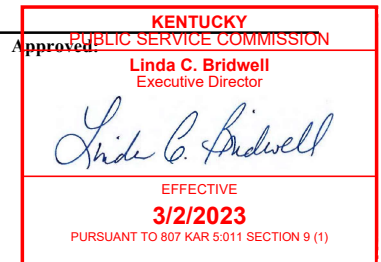 KENTUCKY
Approved:
PUBLIC SERVICE COMMISSION
Linda C. Bridwell
Executive Director
Linda C. Bridwell
EFFECTIVE
3/2/2023
PURSUANT TO 807 KAR 5:011 SECTION 9 (1)